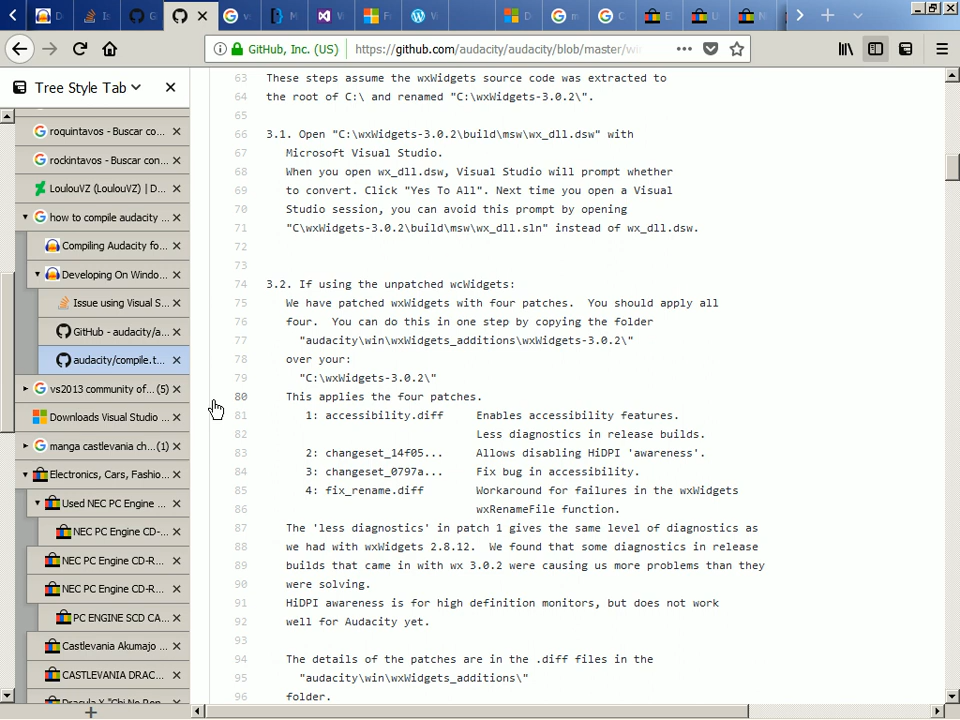 GitHub, Inc. (US)
https://github.com/audacity/audacity/blob/master/wi
Tree Style Tab
roquintavos - Buscar co...
rockintavos - Buscar con...
LoulouVZ (LoulouVZ) | D...
how to compile audacity
Compiling Audacity fo...
Developing On Windo...
Issue using Visual S...
GitHub - audacity/a...
audacity/compile.t...
vs2013 community of... (5)
Downloads Visual Studio ...
manga castlevania ch... (1)
Electronics, Cars, Fashio...
Used NEC PC Engine ...
NEC PC Engine CD-...
NEC PC Engine CD-R...
NEC PC Engine CD-R...
PC ENGINE SCD CA...
Castlevania Akumajo ...
CASTLEVANIA DRAC...
63 These steps assume the wxWidgets source code was extracted to
64 the root of C:\ and renamed "C:\wxWidgets-3.0.2\".
65
66 3.1. Open "C:\wxWidgets-3.0.2\build\msw\wx_dll.dsw" with
67 Microsoft Visual Studio.
68 When you open wx_dll.dsw, Visual Studio will prompt whether
69 to convert. Click "Yes To All". Next time you open a Visual
70 Studio session, you can avoid this prompt by opening
71 "C\wxWidgets-3.0.2\build\msw\wx_dll.sln" instead of wx_dll.dsw.
72
73
74 3.2. If using the unpatched wcWidgets:
75 We have patched wxWidgets with four patches. You should apply all
76 four. You can do this in one step by copying the folder
77 "audacity\win\wxWidgets_additions\wxWidgets-3.0.2\"
78 over your:
79 "C:\wxWidgets-3.0.2\"
80 This applies the four patches.
81 1: accessibility.diff Enables accessibility features.
82 Less diagnostics in release builds.
83 2: changeset_14f05... Allows disabling HiDPI 'awareness'.
84 3: changeset_0797a... Fix bug in accessibility.
85 4: fix_rename.diff Workaround for failures in the wxWidgets
86 wxRenameFile function.
87 The 'less diagnostics' in patch 1 gives the same level of diagnostics as
88 we had with wxWidgets 2.8.12. We found that some diagnostics in release
89 builds that came in with wx 3.0.2 were causing us more problems than they
90 were solving.
91 HiDPI awareness is for high definition monitors, but does not work
92 well for Audacity yet.
93
94 The details of the patches are in the .diff files in the
95 "audacity\win\wxWidgets_additions\"
96 folder.